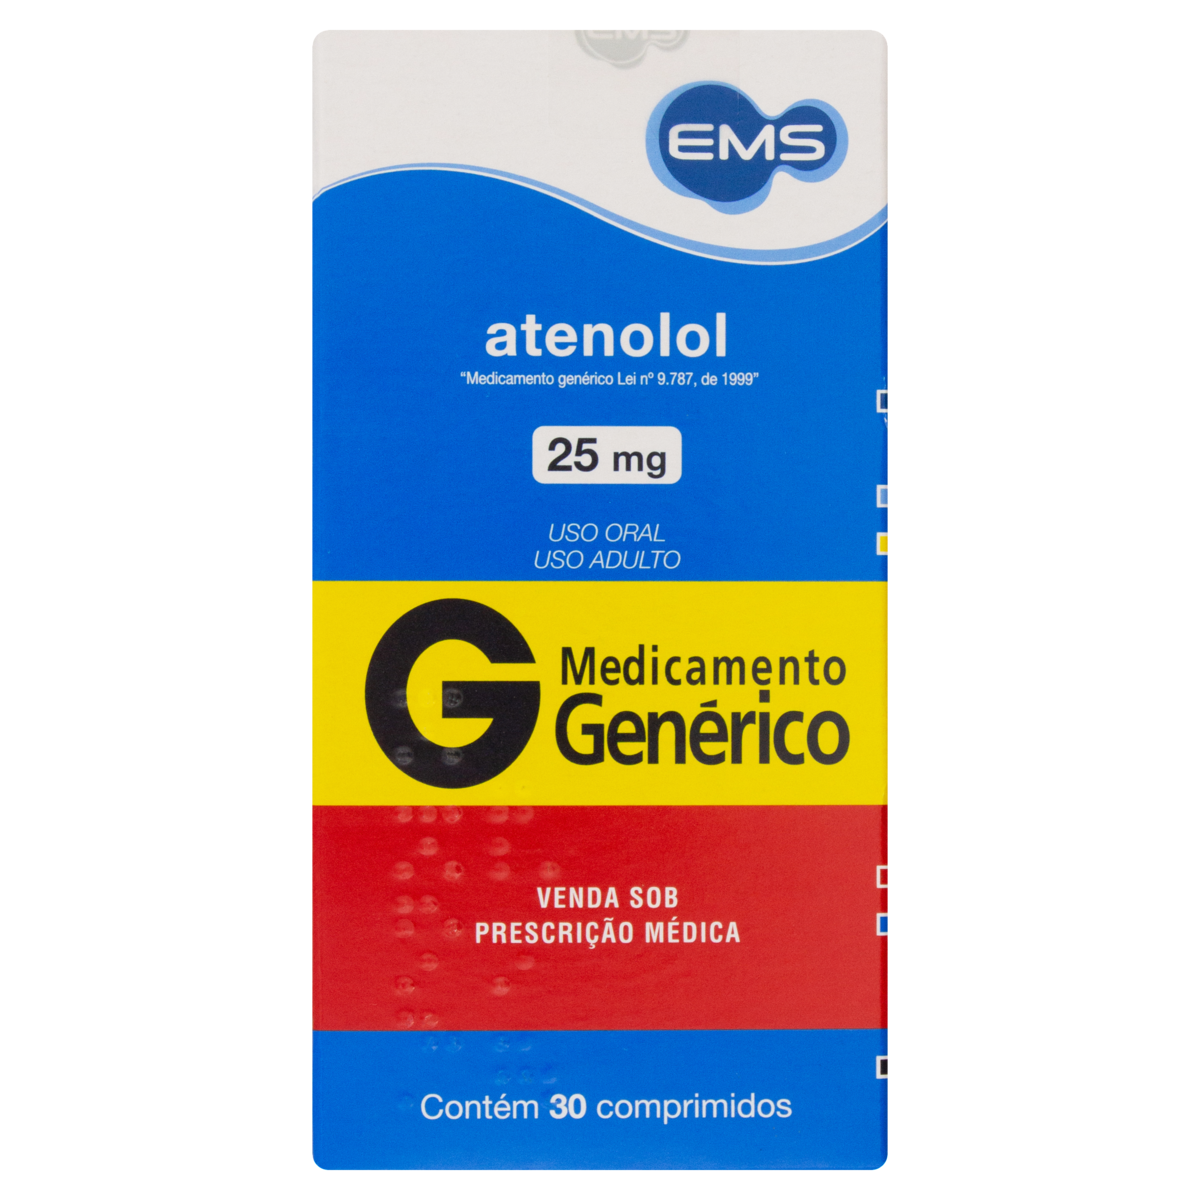 EMS
EMS
atenolol
“Medicamento genérico Lei nº 9.787, de 1999”
25 mg
USO ORAL
USO ADULTO
G Medicamento
Genérico
VENDA SOB
PRESCRIÇÃO MÉDICA
Contém 30 comprimidos